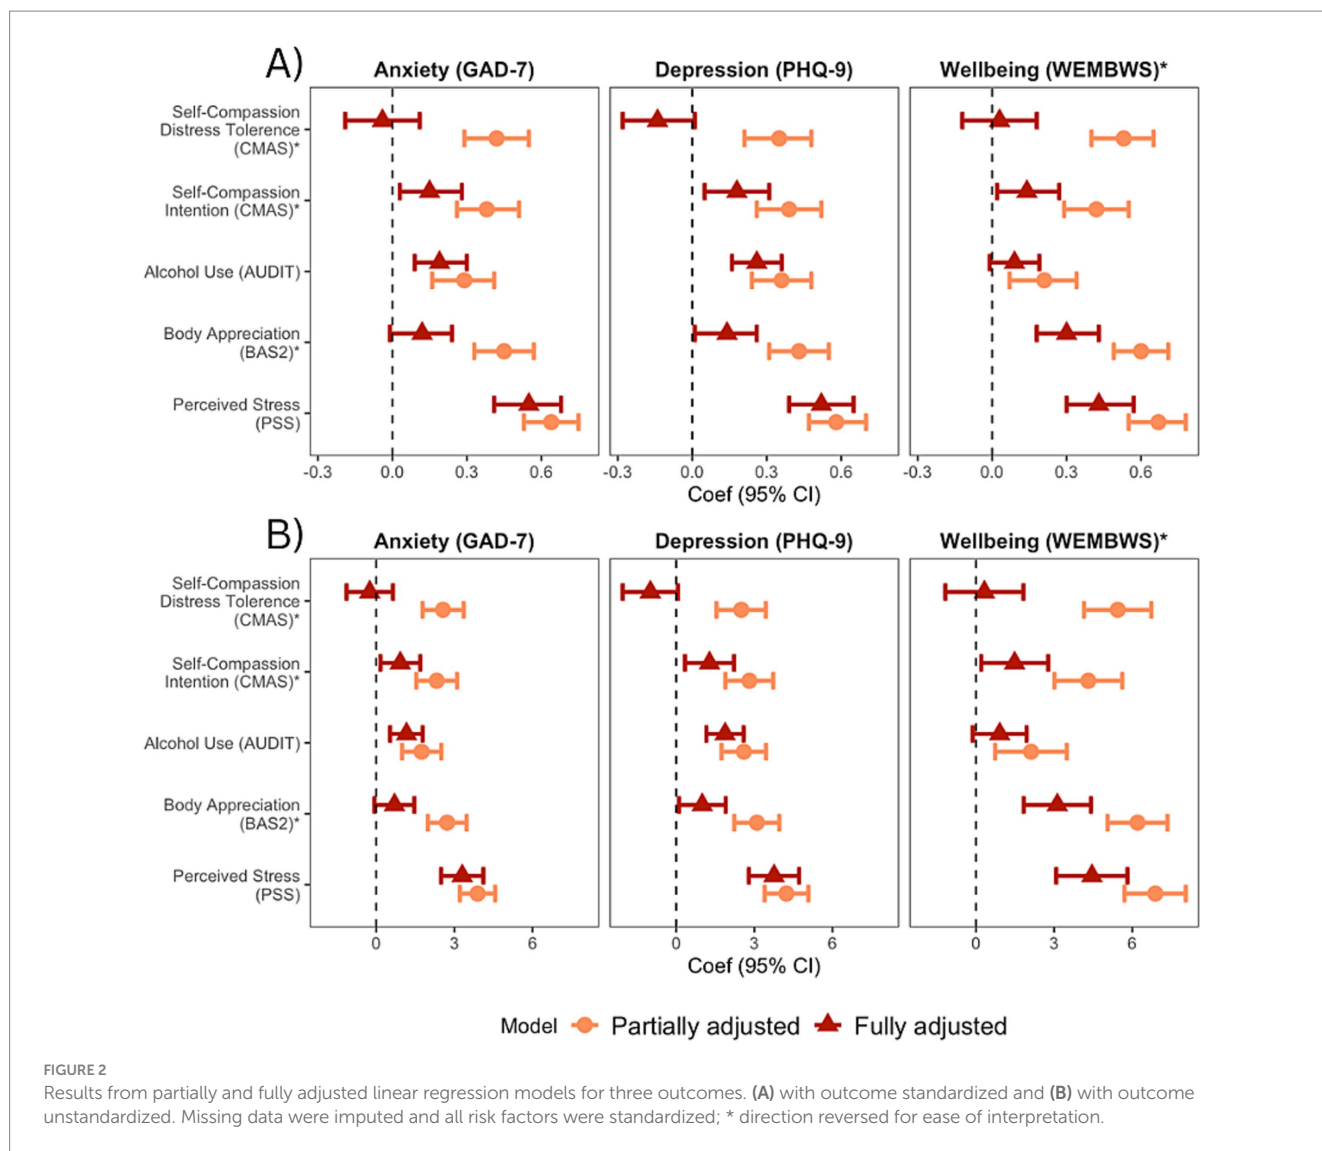 A)
Anxiety (GAD-7)
Depression (PHQ-9)
Wellbeing (WEMBWS)*
Self-Compassion
Distress Tolerence
(CMAS)*
Self-Compassion
Intention (CMAS)*
Alcohol Use (AUDIT)
Body Appreciation
(BAS2)*
Perceived Stress
(PSS)
-0.3 0.0 0.3 0.6 -0.3 0.0 0.3 0.6 -0.3 0.0 0.3 0.6
Coef (95% CI)
B)
Anxiety (GAD-7)
Depression (PHQ-9)
Wellbeing (WEMBWS)*
Self-Compassion
Distress Tolerence
(CMAS)*
Self-Compassion
Intention (CMAS)*
Alcohol Use (AUDIT)
Body Appreciation
(BAS2)*
Perceived Stress
(PSS)
0 3 6 0 3 6 0 3 6
Coef (95% CI)
Model Partially adjusted Fully adjusted
FIGURE 2
Results from partially and fully adjusted linear regression models for three outcomes. (A) with outcome standardized and (B) with outcome
unstandardized. Missing data were imputed and all risk factors were standardized; * direction reversed for ease of interpretation.